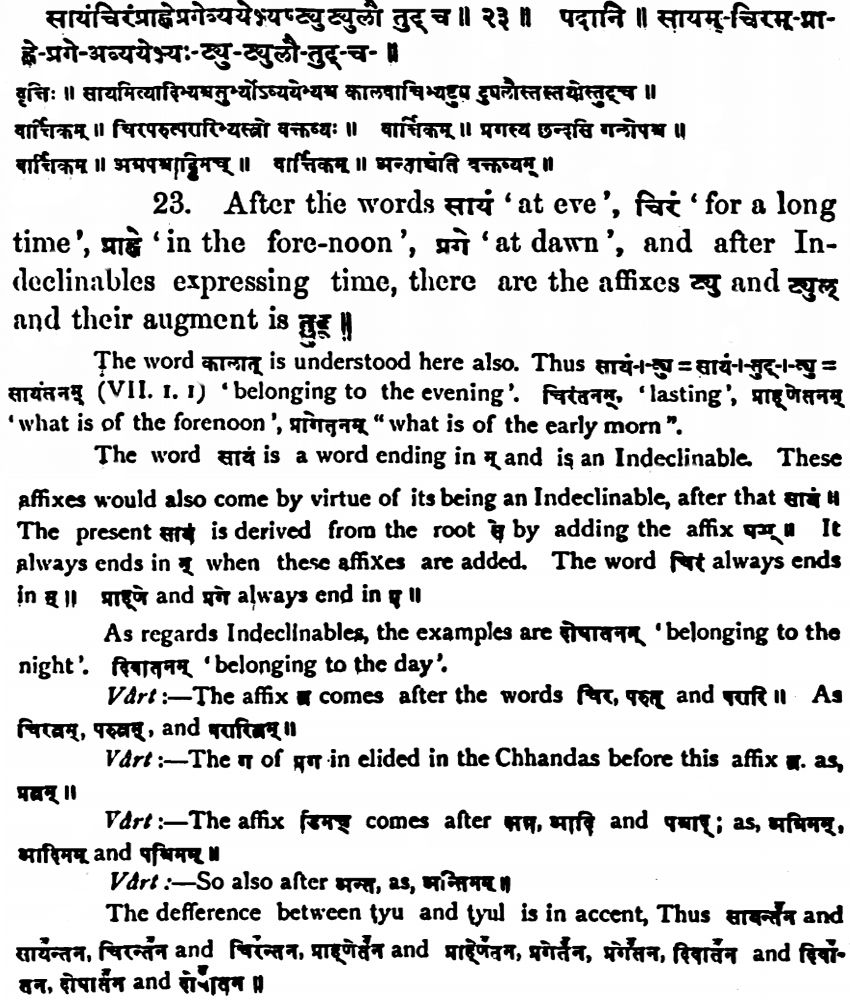 सायंचिरंप्राह्णेप्रगेव्ययेभ्यष्ट्युट्युलौ तुट् च ॥ २३ ॥ पदानि ॥ सायम्-चिरम्-प्रा-
ह्णे-प्रगे-अव्ययेभ्यः-ट्यु-ट्युलौ-तुट्-च- ॥
वृत्तिः ॥ सायमित्यादिभ्यश्चतुर्भ्योऽव्ययेभ्यश्च कालवाचिभ्यष्ट्यु ट्युलौस्तस्तयोस्तुट्च ॥
वार्त्तिकम् ॥ चिरपरुत्परारिभ्यस्त्नो वक्तव्यः ॥ वार्त्तिकम् ॥ प्रगस्य छन्दसि गलोपश्च ॥
वार्त्तिकम् ॥ अग्रपश्चाड्डिमच् ॥ वार्त्तिकम् ॥ अन्ताच्चेति वक्तव्यम् ॥
23. After the words सायं ‘at eve’, चिरं ‘for a long
time’, प्राह्णे ‘in the fore-noon’, प्रगे ‘at dawn’, and after In-
declinables expressing time, there are the affixes ट्यु and ट्युल्
and their augment is तुट् ॥
The word कालात् is understood here also. Thus सायं+ट्यु = सायं+तुट्+ट्यु =
सायंतनम् (VII. 1. 1) ‘belonging to the evening’. चिरंतनम्, ‘lasting’, प्राह्णेतनम्
‘what is of the forenoon’, प्रागेतनम् “what is of the early morn”.
The word सायं is a word ending in म् and is an Indeclinable. These
affixes would also come by virtue of its being an Indeclinable, after that सायं ॥
The present सायं is derived from the root षो by adding the affix घञ् ॥ It
always ends in म् when these affixes are added. The word चिरं always ends
in म् ॥ प्राह्णे and प्रगे always end in ए ॥
As regards Indeclinables, the examples are दोषातनम् ‘belonging to the
night’. दिवातनम् ‘belonging to the day’.
Vârt :—The affix त्न comes after the words चिर, परुत् and परारि ॥ As
चिरत्नम्, परुत्नम्, and परारित्नम् ॥
Vârt :—The ग of प्रग in elided in the Chhandas before this affix त्न. as,
प्रत्नम् ॥
Vârt :—The affix डिमच् comes after अग्र, आदि and पश्चात्; as, अग्रिमम्,
आदिमम् and पश्चिमम् ॥
Vârt :—So also after अन्त, as, अन्तिमम् ॥
The defference between tyu and tyul is in accent, Thus सायन्तन and
सायन्तन, चिरन्तन and चिरन्तन, प्राह्णेतन and प्राह्णेतन, प्रगेतन, प्रगेतन, दिवातन and दिवा-
तन, दोषातन and दोषातन ॥